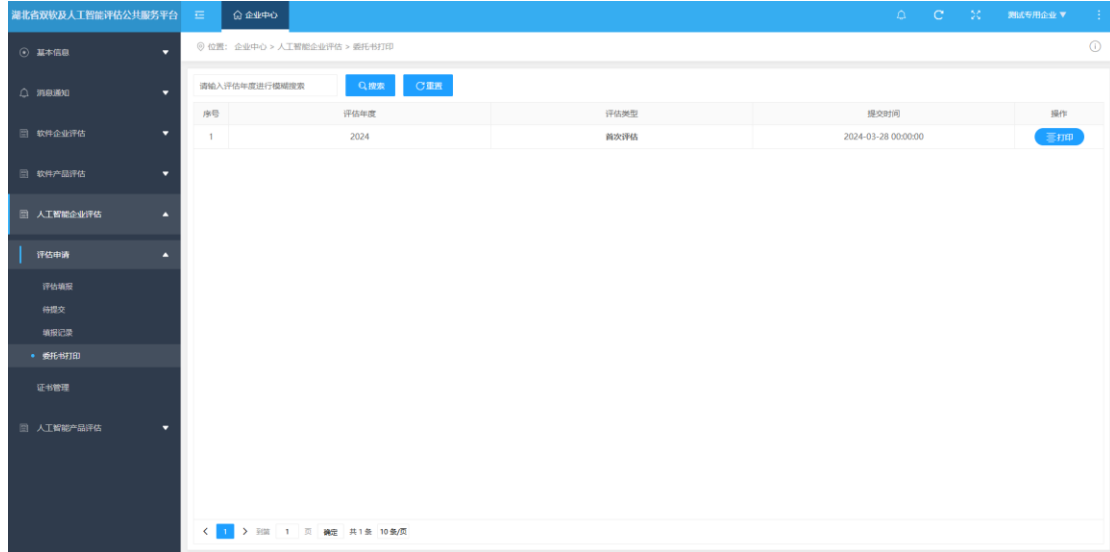 湖北省双软及人工智能评估公共服务平台 企业中心 测试专用企业
基本信息
消息通知
软件企业评估
软件产品评估
人工智能企业评估
评估申请
评估填报
待提交
填报记录
委托书打印
证书管理
人工智能产品评估
位置： 企业中心 > 人工智能企业评估 > 委托书打印
请输入评估年度进行模糊搜索 搜索 重置
序号 评估年度 评估类型 提交时间 操作
1 2024 首次评估 2024-03-28 00:00:00 打印
< 1 > 到第 1 页 确定 共 1 条 10 条/页